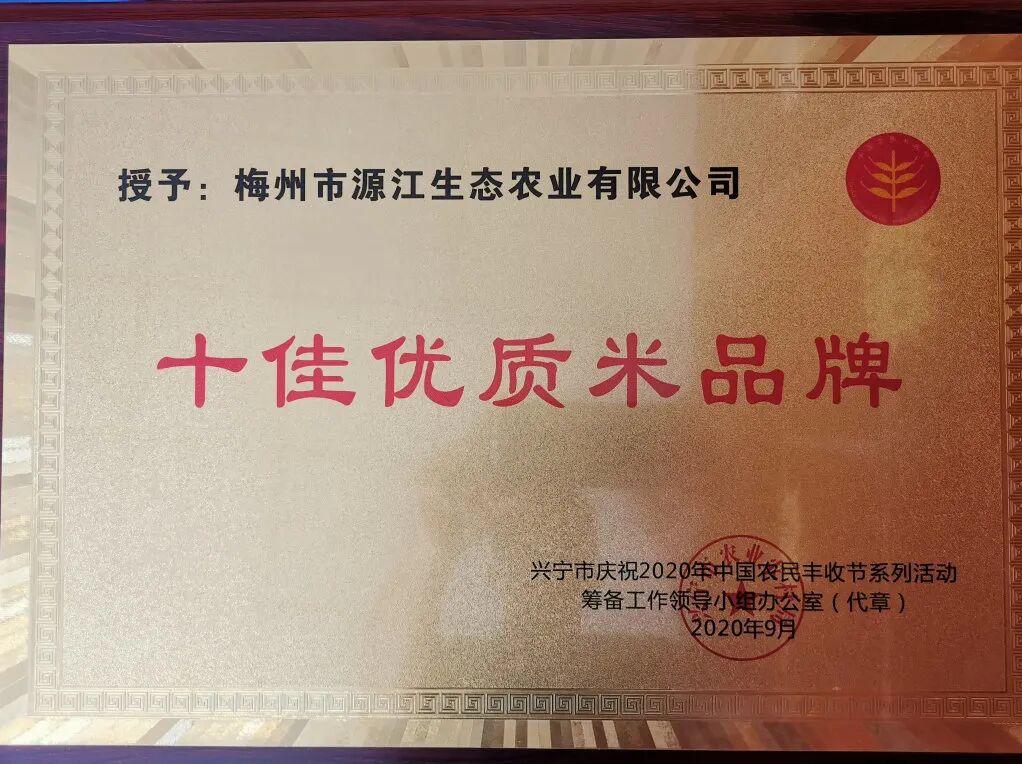 授予：梅州市源江生态农业有限公司
十佳优质米品牌
兴宁市庆祝2020年中国农民丰收节系列活动
筹备工作领导小组办公室（代章）
2020年9月